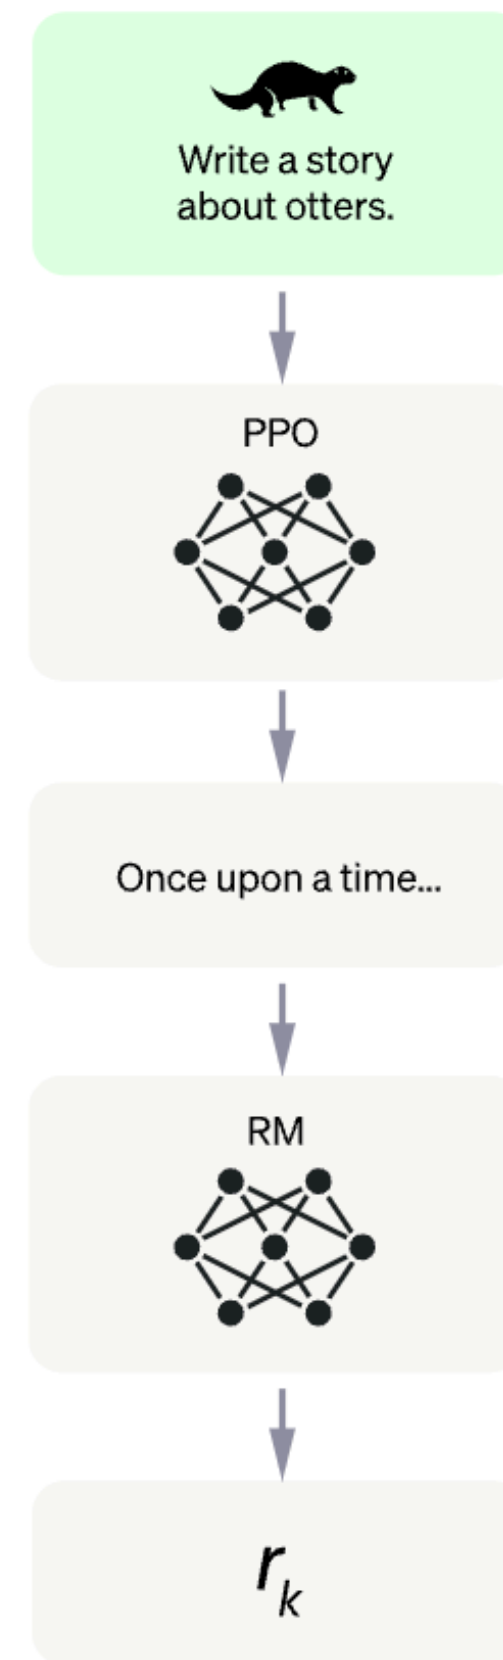 Write a story
about otters.
PPO
Once upon a time...
RM
r_k